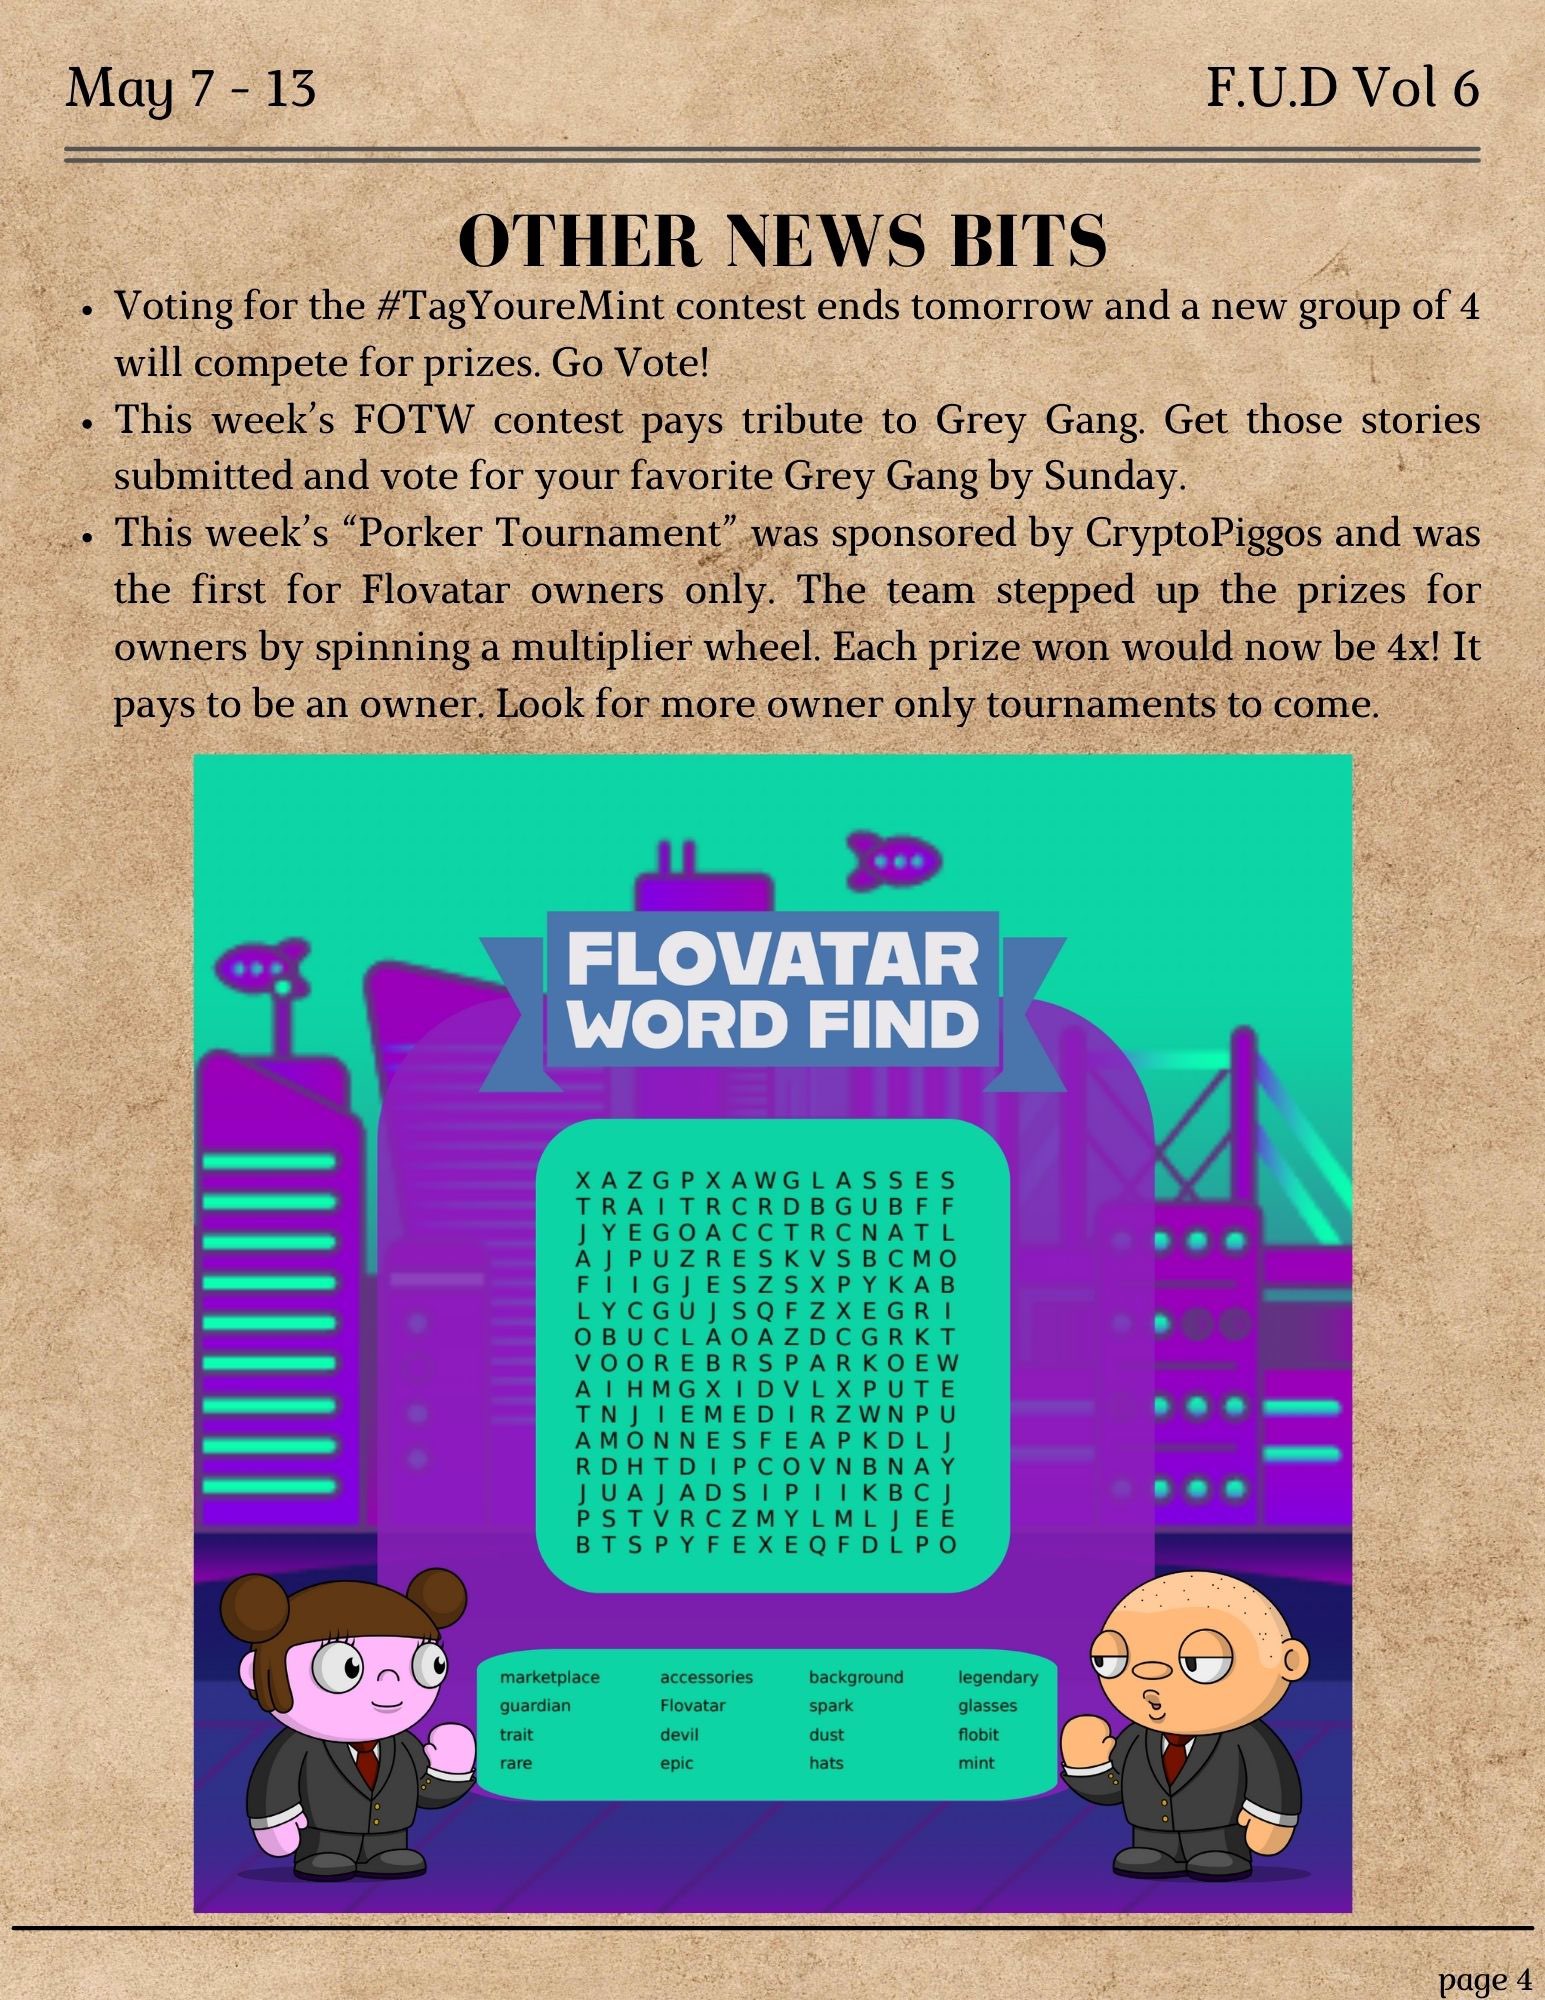 May 7 - 13
F.U.D Vol 6
OTHER NEWS BITS
• Voting for the #TagYoureMint contest ends tomorrow and a new group of 4
will compete for prizes. Go Vote!
• This week’s FOTW contest pays tribute to Grey Gang. Get those stories
submitted and vote for your favorite Grey Gang by Sunday.
• This week’s “Porker Tournament” was sponsored by CryptoPiggos and was
the first for Flovatar owners only. The team stepped up the prizes for
owners by spinning a multiplier wheel. Each prize won would now be 4x! It
pays to be an owner. Look for more owner only tournaments to come.
FLOVATAR
WORD FIND
X A Z G P X A W G L A S S E S
T R A I T R C R D B G U B F F
J Y E G O A C C T R C N A T L
A J P U Z R E S K V S B C M O
F I I G J E S Z S X P Y K A B
L Y C G U J S Q F Z X E G R I
O B U C L A O A Z D C G R K T
V O O R E B R S P A R K O E W
A I H M G X I D V L X P U T E
T N J I E M E D I R Z W N P U
A M O N N E S F E A P K D L J
R D H T D I P C O V N B N A Y
J U A J A D S I P I I K B C J
P S T V R C Z M Y L M L J E E
B T S P Y F E X E Q F D L P O
marketplace accessories background legendary
guardian Flovatar spark glasses
trait devil dust flobit
rare epic hats mint
page 4